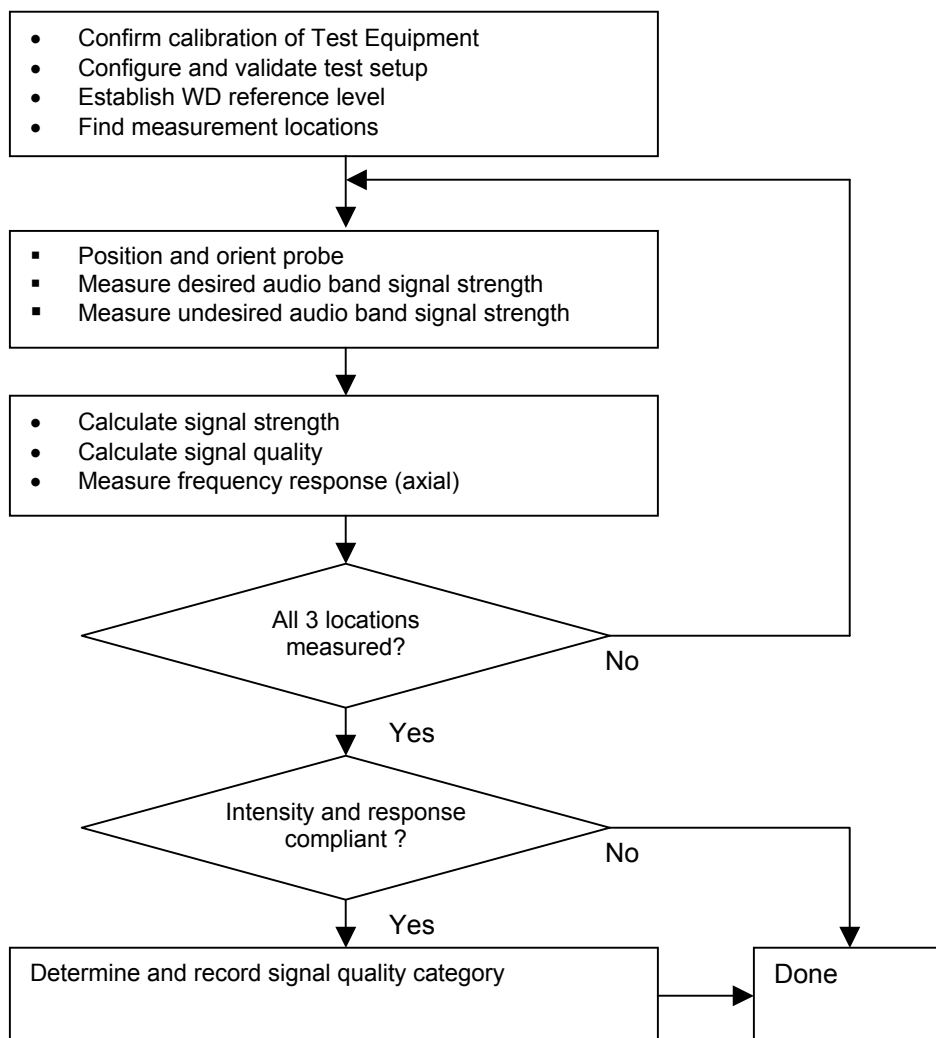 • Confirm calibration of Test Equipment
• Configure and validate test setup
• Establish WD reference level
• Find measurement locations
▪ Position and orient probe
▪ Measure desired audio band signal strength
▪ Measure undesired audio band signal strength
• Calculate signal strength
• Calculate signal quality
• Measure frequency response (axial)
All 3 locations
measured?
No
Yes
Intensity and response
compliant ?
No
Yes
Determine and record signal quality category
Done